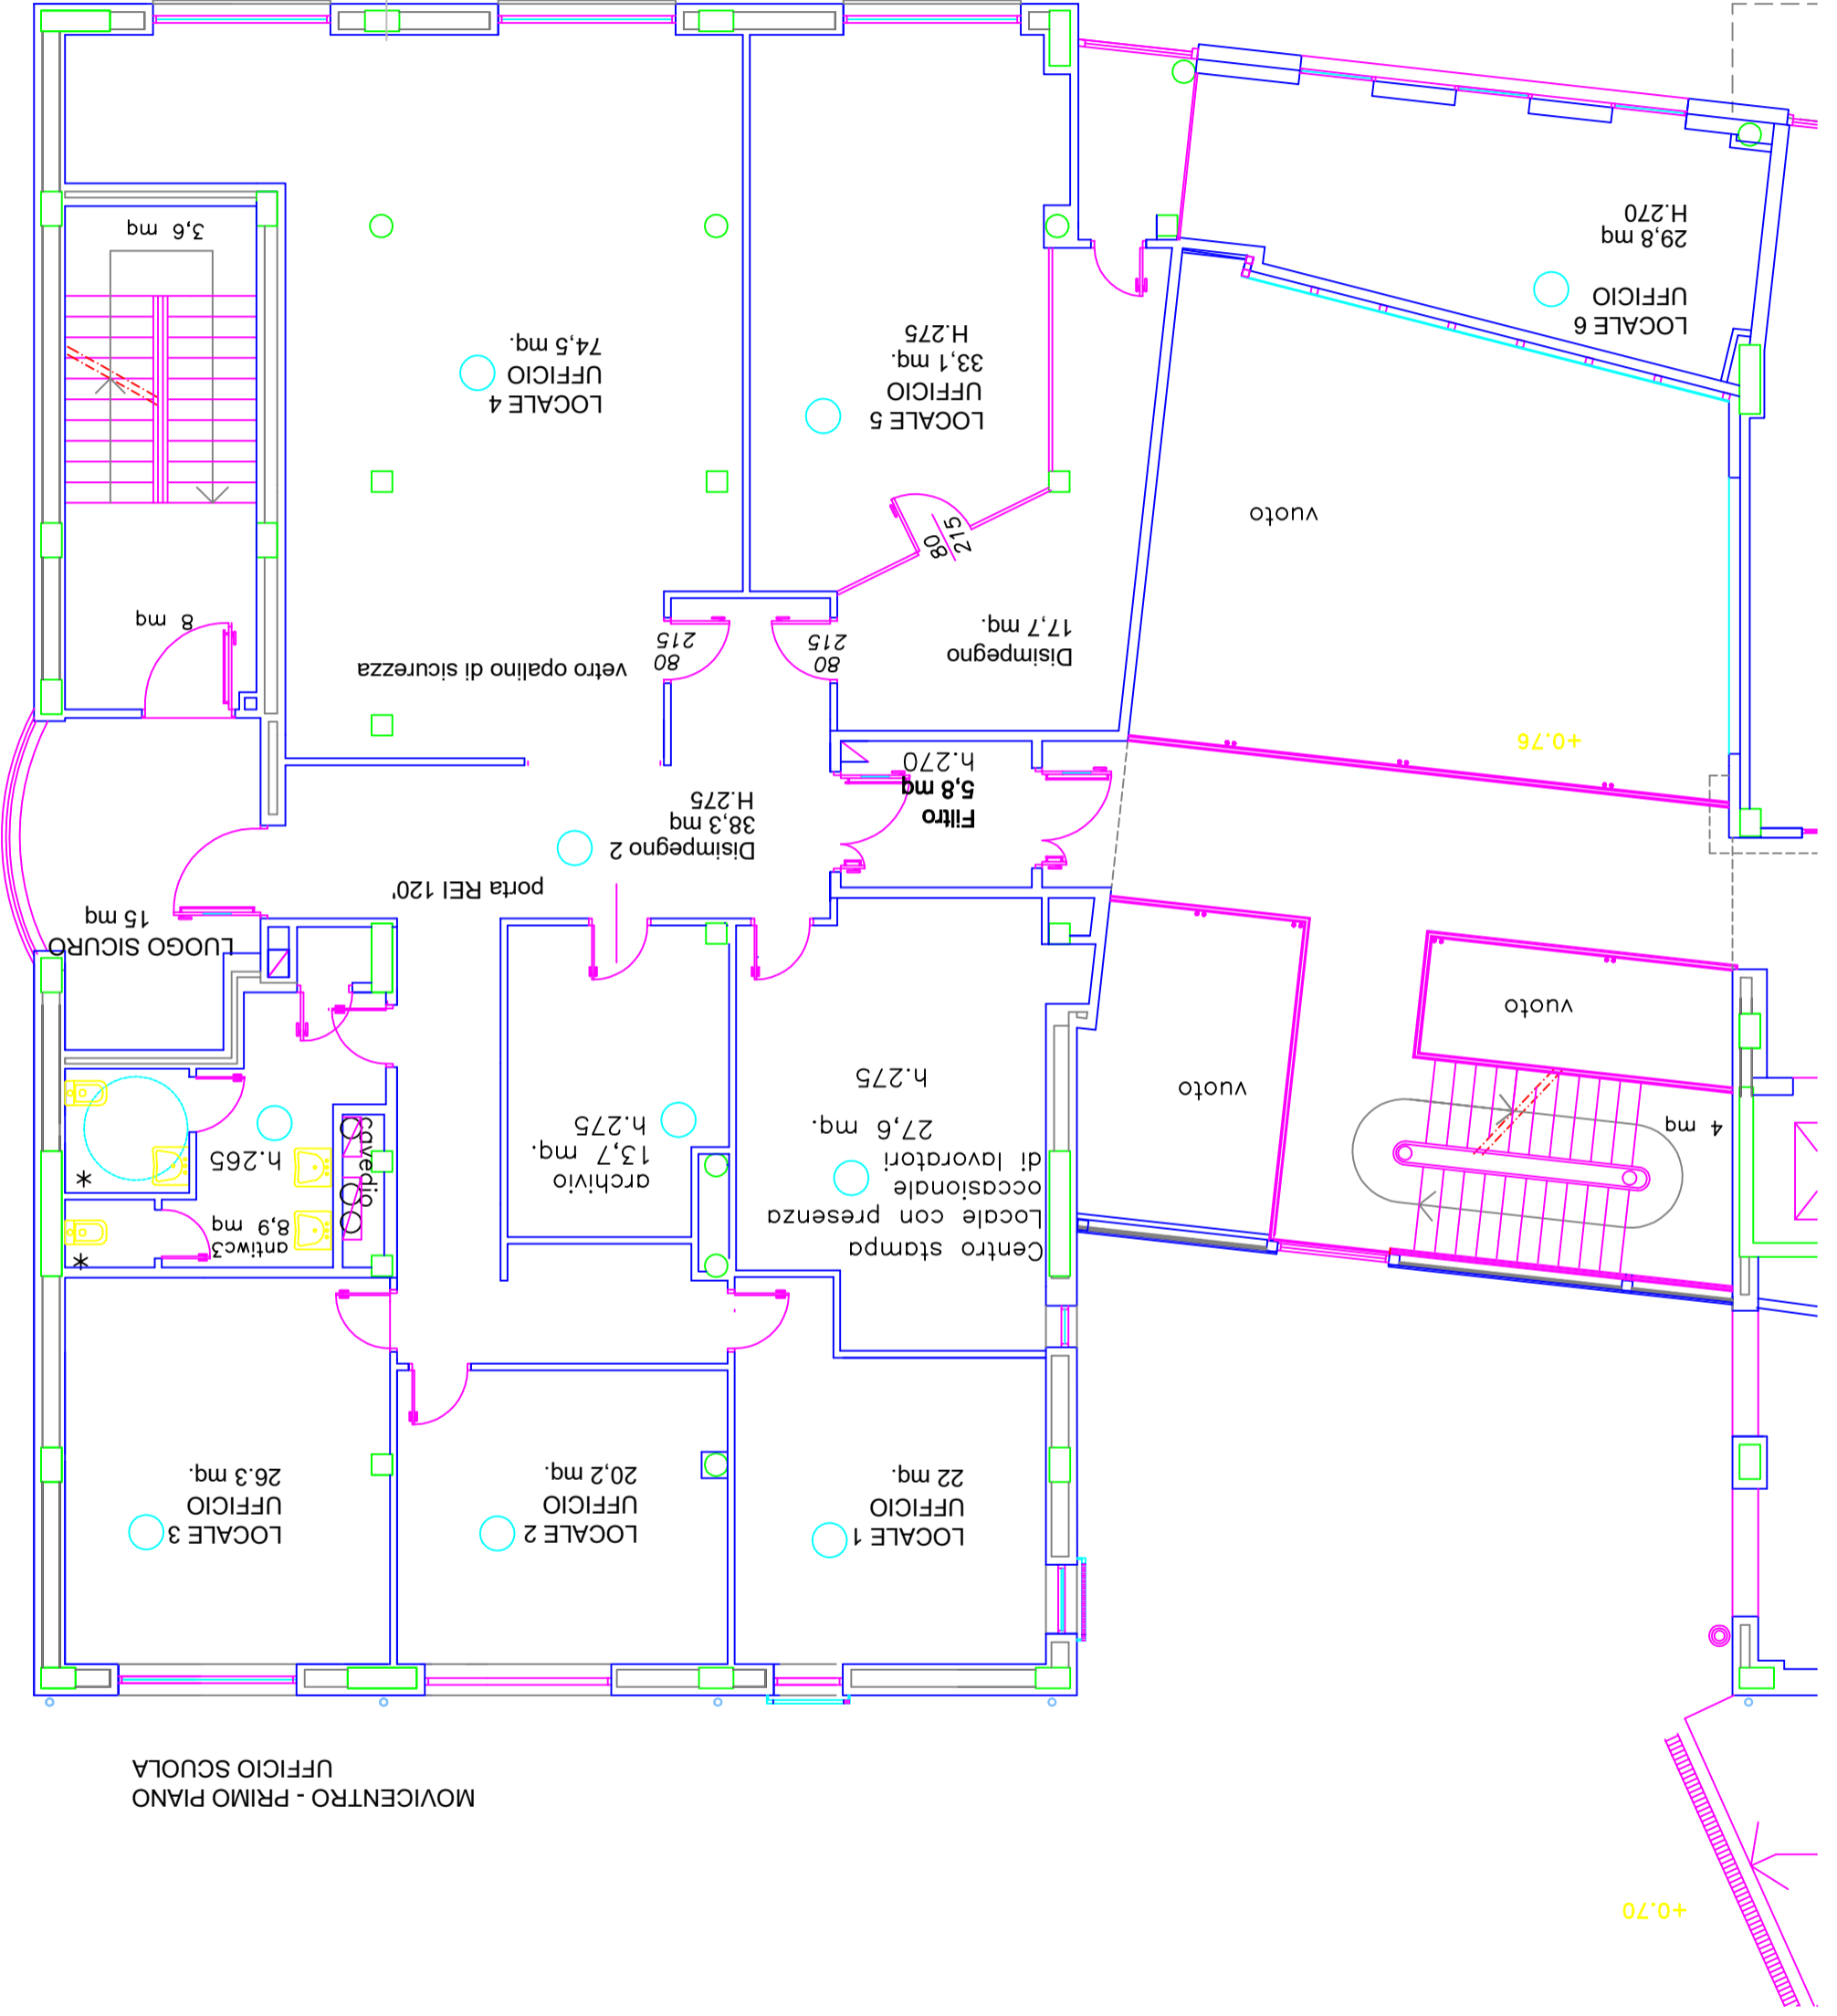 +0.70
MOVICENTRO - PRIMO PIANO
UFFICIO SCUOLA
LOCALE 1
UFFICIO
22 mq.
LOCALE 2
UFFICIO
20,2 mq.
LOCALE 3
UFFICIO
26.3 mq.
Centro stampa
Locale con presenza
occasionale
di lavoratori
27,6 mq.
h.275
archivio
13,7 mq.
h.275
cavedio
antiwc3
8,9 mq
h.265
*
*
4 mq
vuoto
vuoto
LUOGO SICURO
15 mq
porta REI 120'
Disimpegno 2
38,3 mq
H.275
Filtro
5,8 mq
h.270
+0.76
Disimpegno
17,7 mq.
80
215
80
215
vetro opalino di sicurezza
8 mq
80
215
vuoto
LOCALE 5
UFFICIO
33,1 mq.
H.275
LOCALE 4
UFFICIO
74,5 mq.
LOCALE 6
UFFICIO
29,8 mq
H.270
3,6 mq